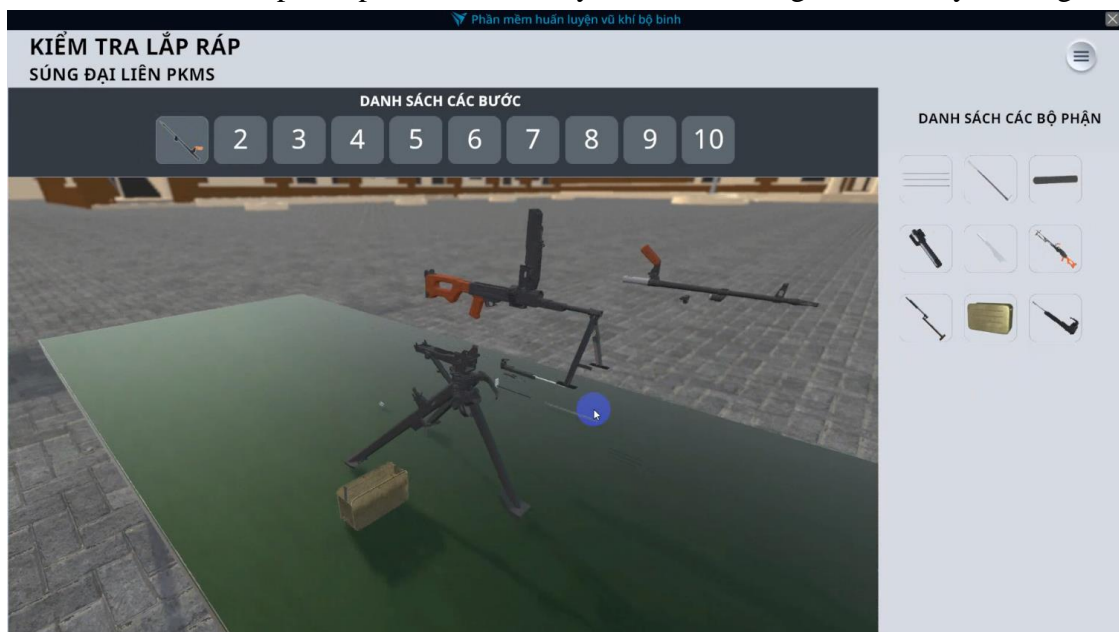 Phần mềm huấn luyện vũ khí bộ binh
KIỂM TRA LẮP RÁP
SÚNG ĐẠI LIÊN PKMS
DANH SÁCH CÁC BƯỚC
2 3 4 5 6 7 8 9 10
DANH SÁCH CÁC BỘ PHẬN